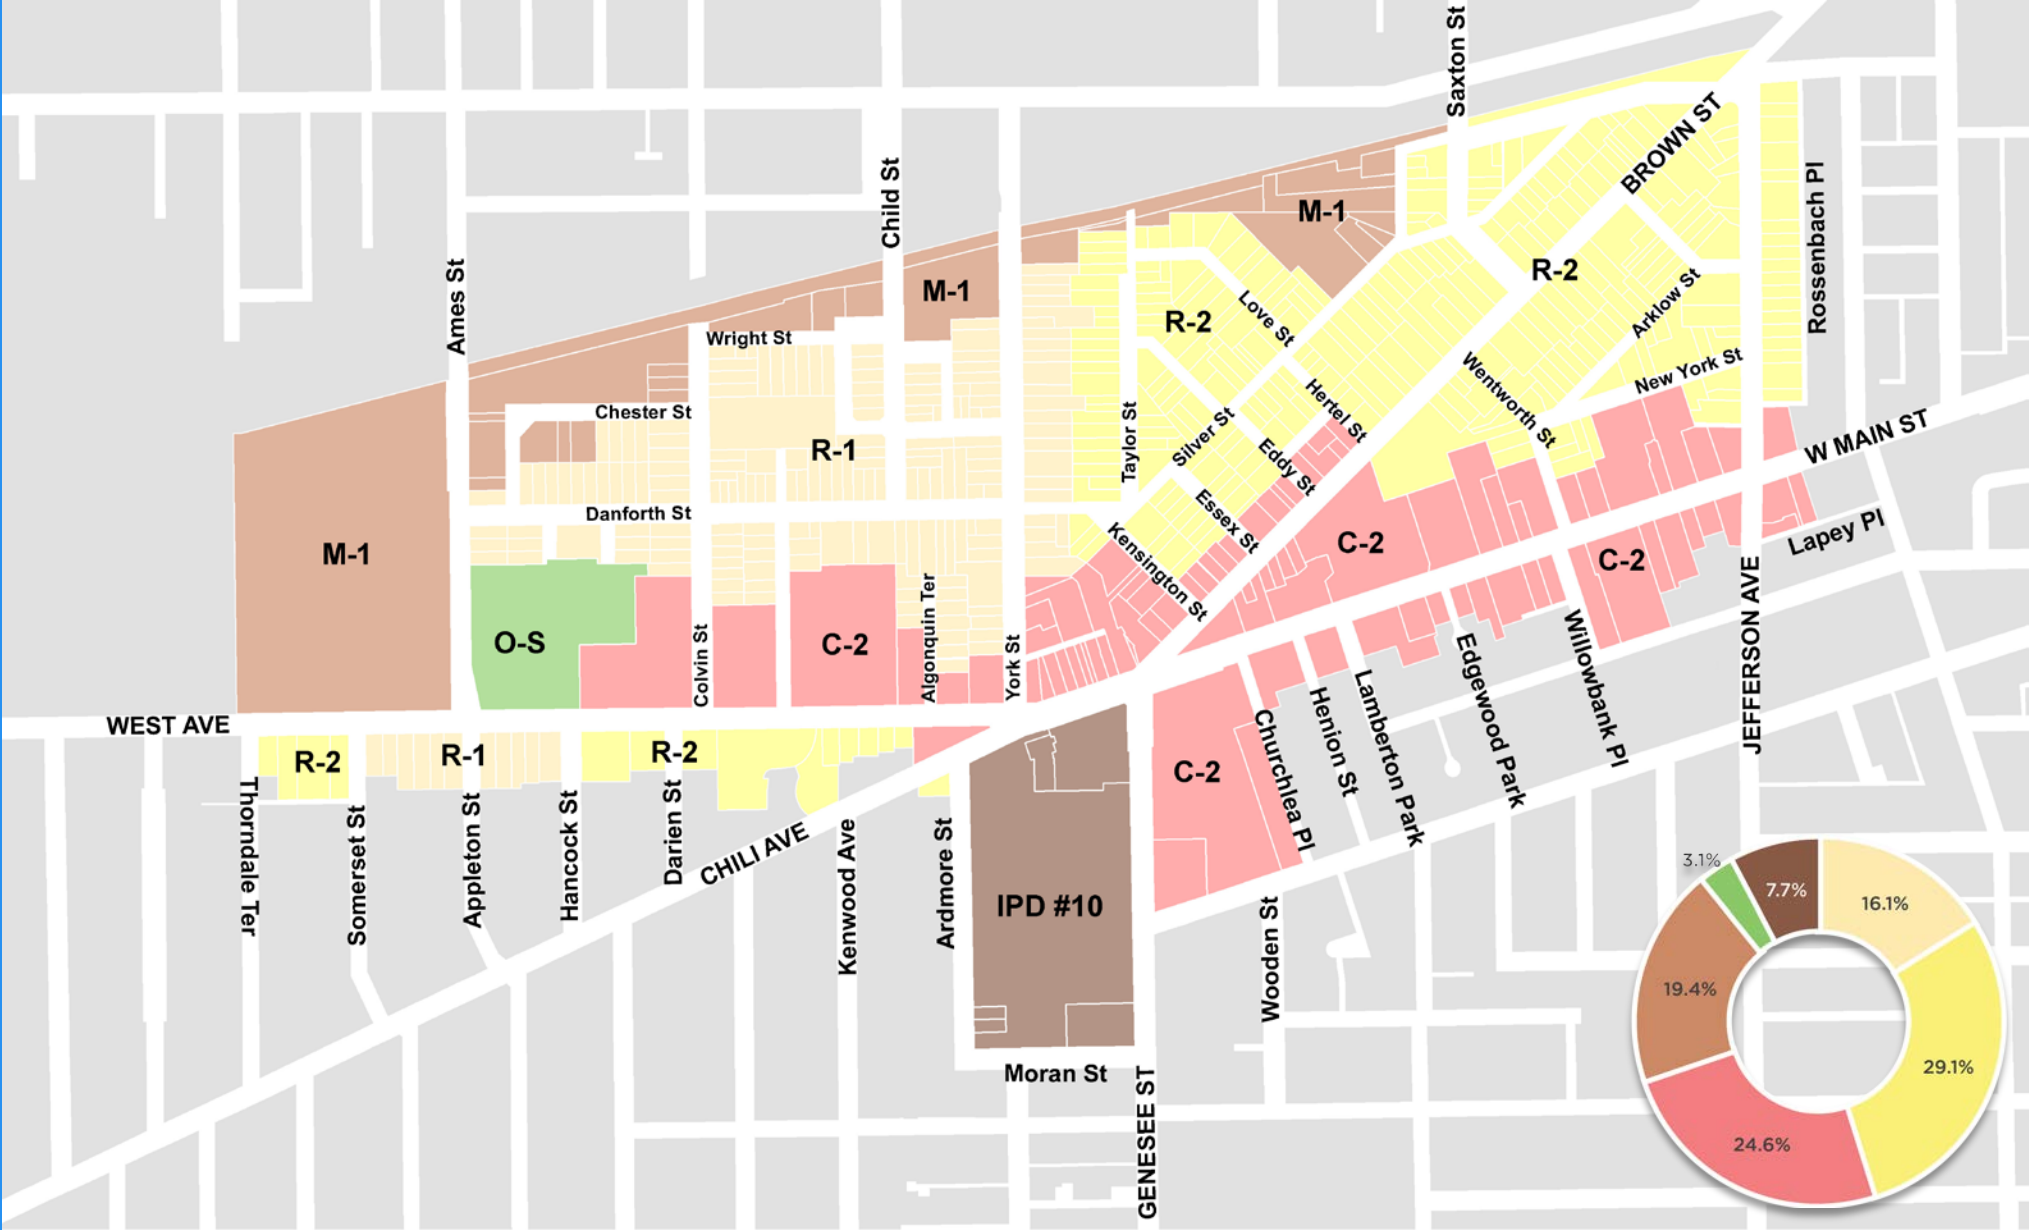 Saxton St
BROWN ST
Child St
Rossenbach Pl
M-1
Ames St
R-2
M-1
Arklow St
Love St
R-2
Wright St
New York St
Wentworth St
Hertel St
Chester St
Silver St
Taylor St
W MAIN ST
R-1
Eddy St
Danforth St
Essex St
Lapey Pl
M-1
C-2
C-2
Kensington St
Algonquin Ter
O-S
C-2
Colvin St
York St
Edgewood Park
Willowbank Pl
JEFFERSON AVE
WEST AVE
R-2
R-1
R-2
C-2
Churchlea Pl
Henion St
Lamberton Park
Thorndale Ter
Somerset St
Appleton St
Hancock St
Darien St
CHILI AVE
Kenwood Ave
Ardmore St
IPD #10
Wooden St
Moran St
GENESEE ST
3.1%
7.7%
16.1%
19.4%
29.1%
24.6%